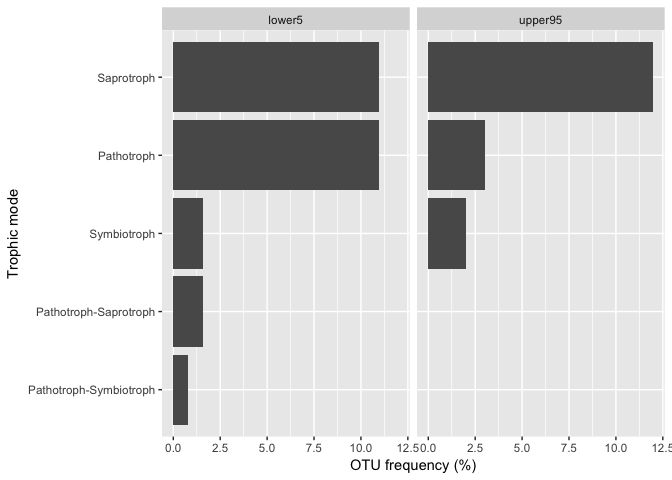 lower5
upper95
Saprotroph
Pathotroph
Symbiotroph
Pathotroph-Saprotroph
Pathotroph-Symbiotroph
Trophic mode
0.0 2.5 5.0 7.5 10.0 12.5
0.0 2.5 5.0 7.5 10.0 12.5
OTU frequency (%)